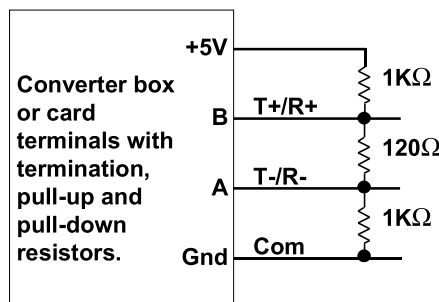 +5V
Converter box
or card
terminals with
termination,
pull-up and
pull-down
resistors.
B T+/R+
A T-/R-
Gnd Com
1KΩ
120Ω
1KΩ